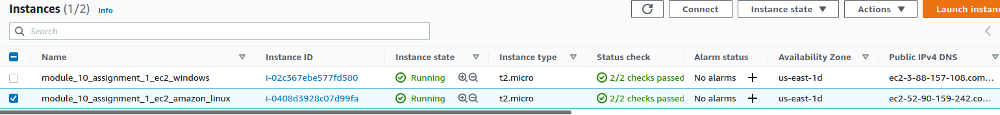 Instances (1/2) Info Connect Instance state Actions Launch instanc
Search
Name Instance ID Instance state Instance type Status check Alarm status Availability Zone Public IPv4 DNS
module_10_assignment_1_ec2_windows i-02c367ebe577fd580 Running t2.micro 2/2 checks passed No alarms us-east-1d ec2-3-88-157-108.com...
module_10_assignment_1_ec2_amazon_linux i-0408d3928c07d99fa Running t2.micro 2/2 checks passed No alarms us-east-1d ec2-52-90-159-242.co...